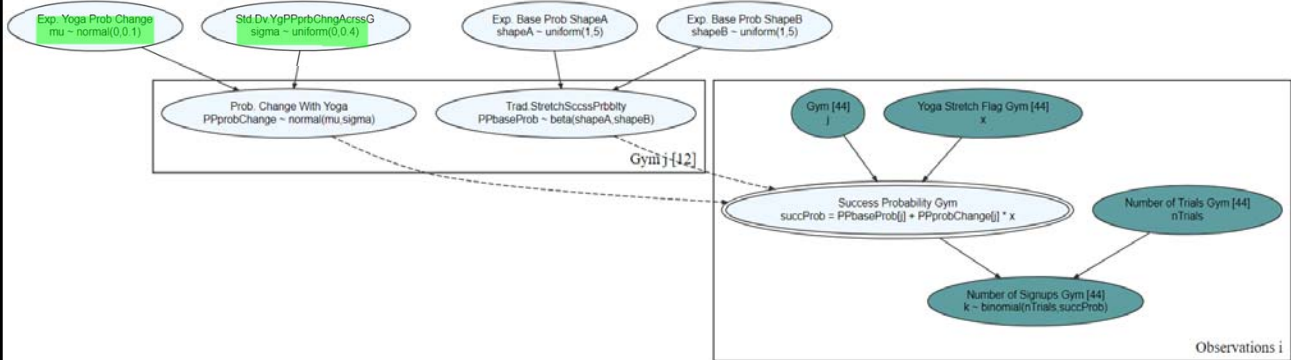 Exp. Yoga Prob Change
mu ~ normal(0,0.1)
Std.Dv.YgPPprbChngAcrssG
sigma ~ uniform(0,0.4)
Exp. Base Prob ShapeA
shapeA ~ uniform(1,5)
Exp. Base Prob ShapeB
shapeB ~ uniform(1,5)
Prob. Change With Yoga
PPprobChange ~ normal(mu,sigma)
Trad.StretchSccssPrbblty
PPbaseProb ~ beta(shapeA,shapeB)
Gym j [12]
Gym [44]
j
Yoga Stretch Flag Gym [44]
x
Success Probability Gym
succProb = PPbaseProb[j] + PPprobChange[j] * x
Number of Trials Gym [44]
nTrials
Number of Signups Gym [44]
k ~ binomial(nTrials,succProb)
Observations i